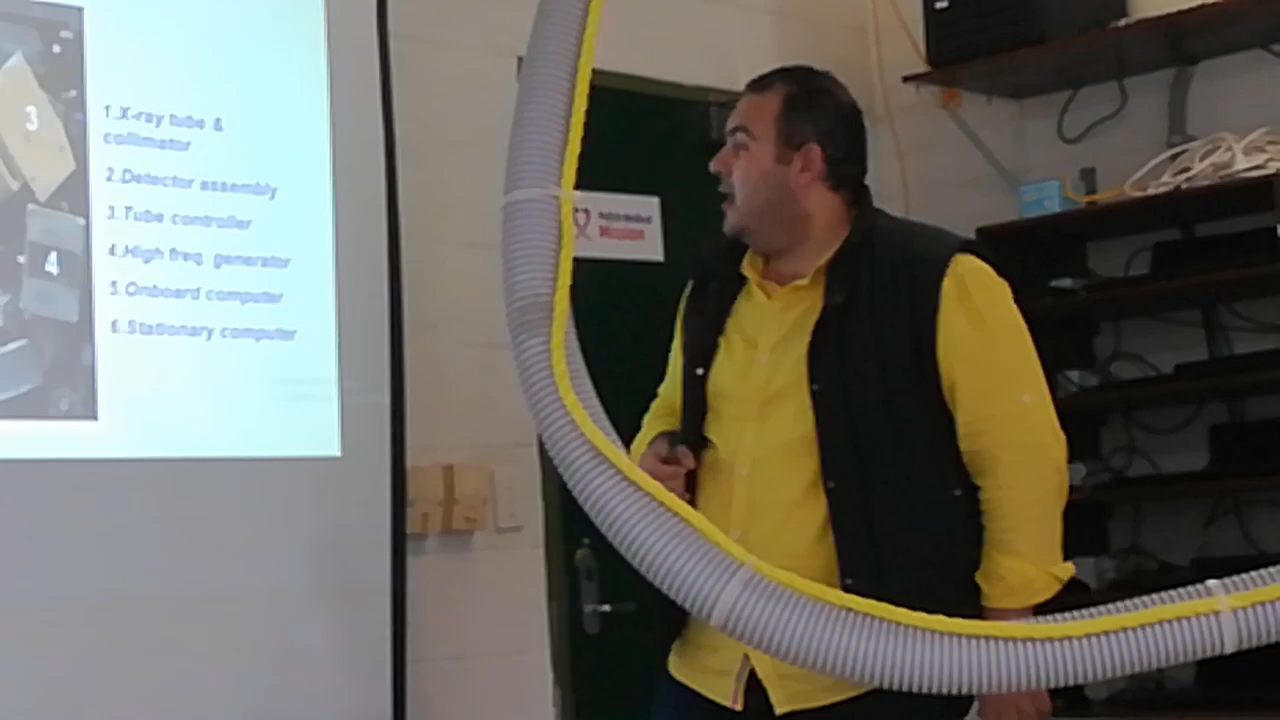 3
4
1.X-ray tube &
collimator
2.Detector assembly
3.Tube controller
4.High freq. generator
5.Onboard computer
6.Stationary computer
Mission